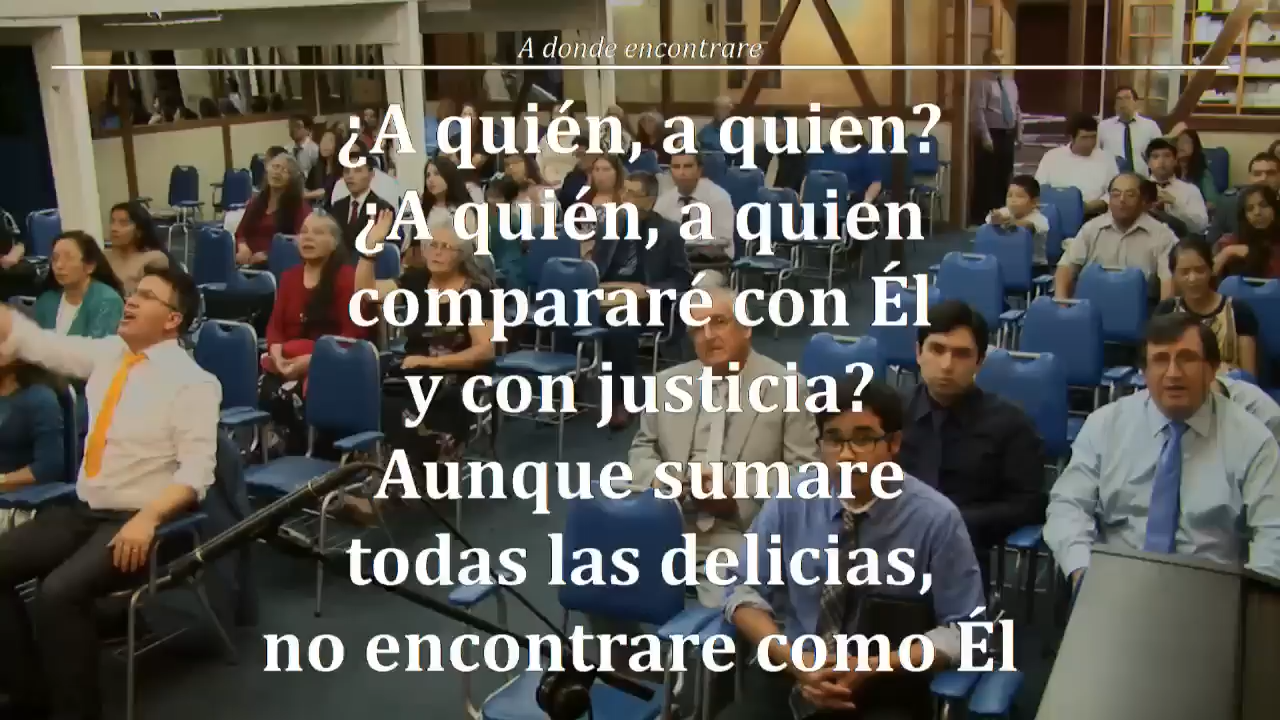 A donde encontrare
¿A quién, a quien?
¿A quién, a quien
compararé con Él
y con justicia?
Aunque sumare
todas las delicias,
no encontrare como Él